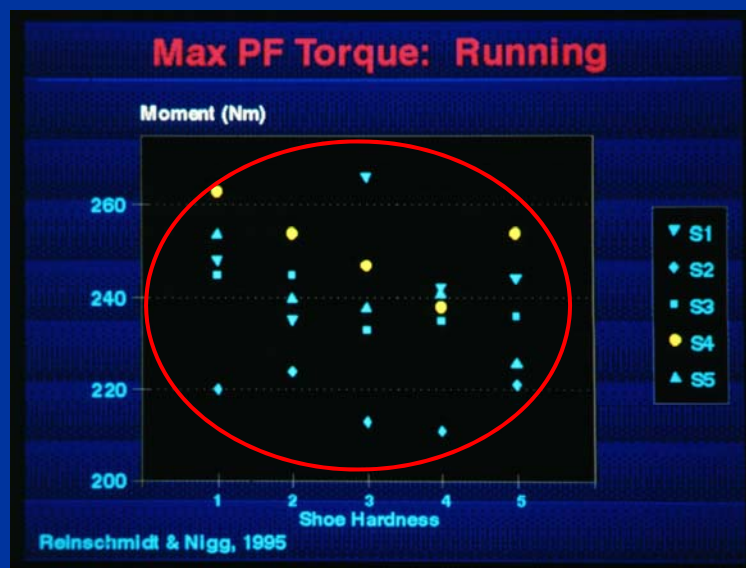 Max PF Torque: Running
Moment (Nm)
260
240
220
200
1 2 3 4 5
Shoe Hardness
S1
S2
S3
S4
S5
Reinschmidt & Nigg, 1995